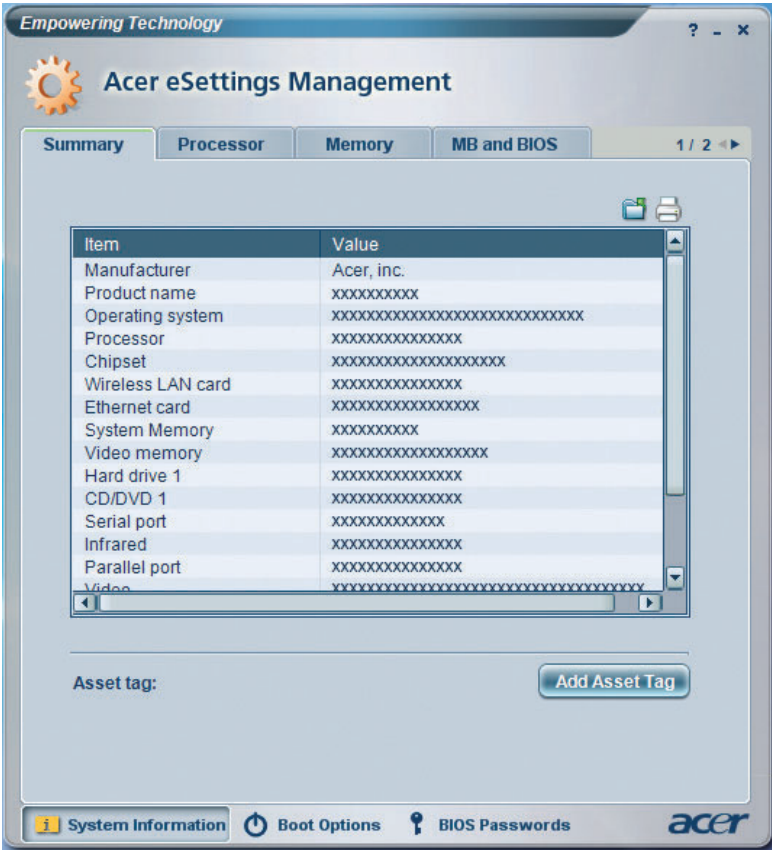 Empowering Technology
? - x
Acer eSettings Management
Summary Processor Memory MB and BIOS 1 / 2
Item Value
Manufacturer Acer, inc.
Product name xxxxxxxxxx
Operating system xxxxxxxxxxxxxxxxxxxxxxxxxxxxx
Processor xxxxxxxxxxxxxxx
Chipset xxxxxxxxxxxxxxxxxxxx
Wireless LAN card xxxxxxxxxxxxxxx
Ethernet card xxxxxxxxxxxxxxxxx
System Memory xxxxxxxxxx
Video memory xxxxxxxxxxxxxxxxxx
Hard drive 1 xxxxxxxxxxxxxxx
CD/DVD 1 xxxxxxxxxxxxxxx
Serial port xxxxxxxxxxxxx
Infrared xxxxxxxxxxxxxxx
Parallel port xxxxxxxxxxxxxxx
Video xxxxxxxxxxxxxxxxxxxxxxxxxxxxxxxxxxxx
Asset tag: Add Asset Tag
System Information Boot Options BIOS Passwords acer